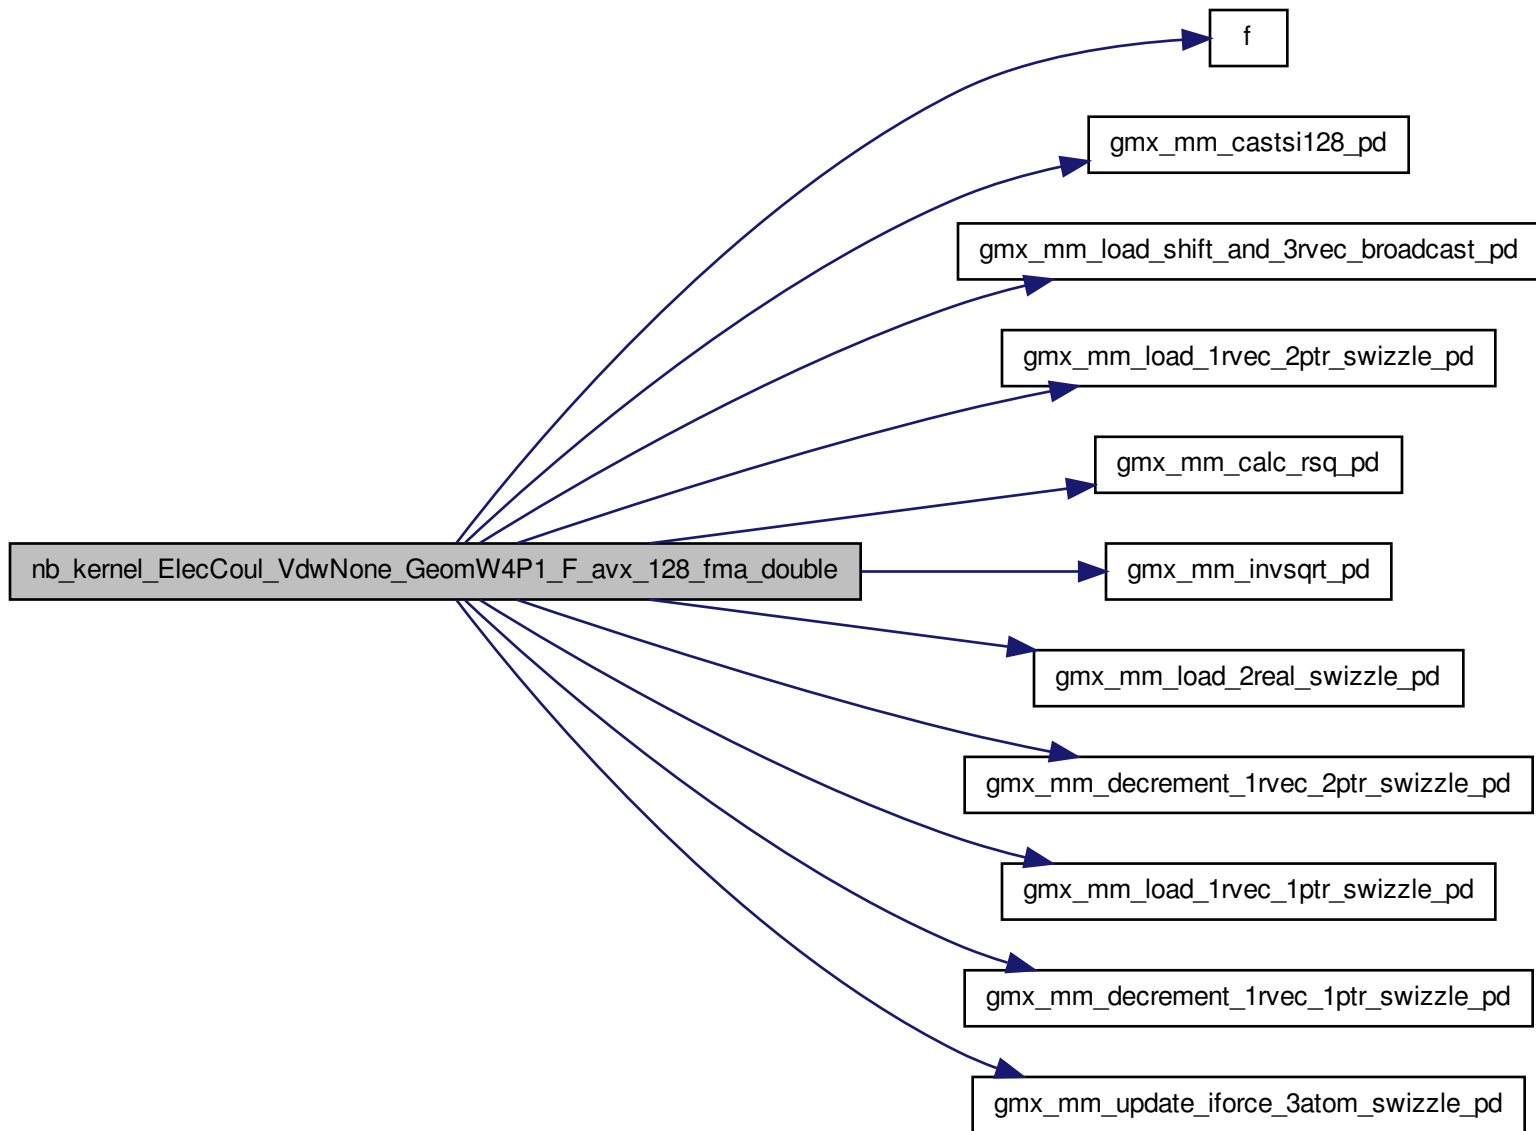 f
gmx_mm_castsi128_pd
gmx_mm_load_shift_and_3rvec_broadcast_pd
gmx_mm_load_1rvec_2ptr_swizzle_pd
gmx_mm_calc_rsq_pd
nb_kernel_ElecCoul_VdwNone_GeomW4P1_F_avx_128_fma_double
gmx_mm_invsqrt_pd
gmx_mm_load_2real_swizzle_pd
gmx_mm_decrement_1rvec_2ptr_swizzle_pd
gmx_mm_load_1rvec_1ptr_swizzle_pd
gmx_mm_decrement_1rvec_1ptr_swizzle_pd
gmx_mm_update_iforce_3atom_swizzle_pd